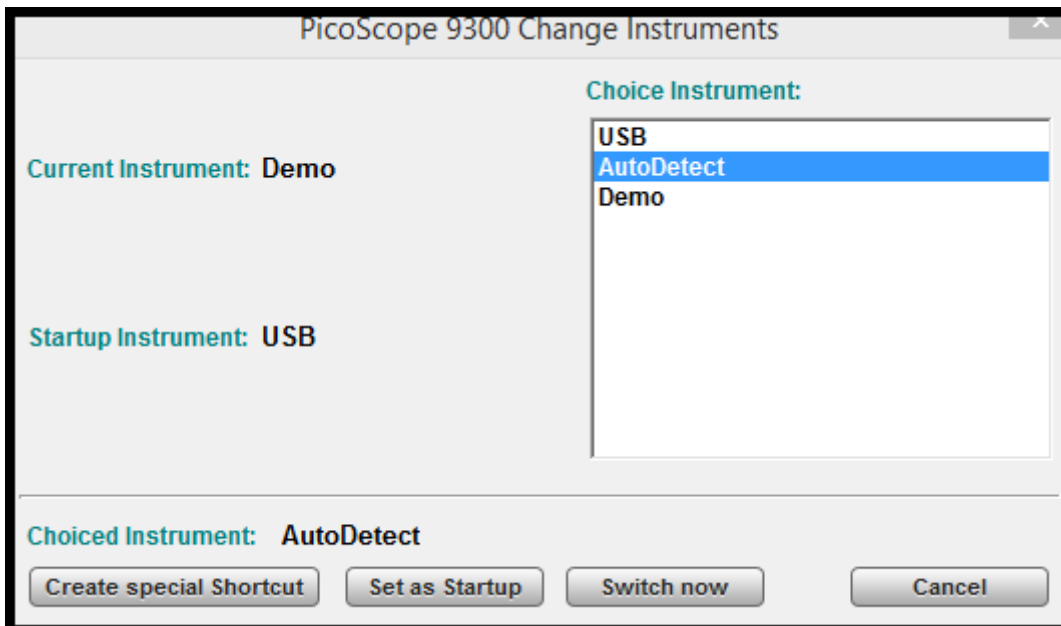 PicoScope 9300 Change Instruments
Choice Instrument:
USB
AutoDetect
Demo
Current Instrument: Demo
Startup Instrument: USB
Choiced Instrument: AutoDetect
Create special Shortcut
Set as Startup
Switch now
Cancel